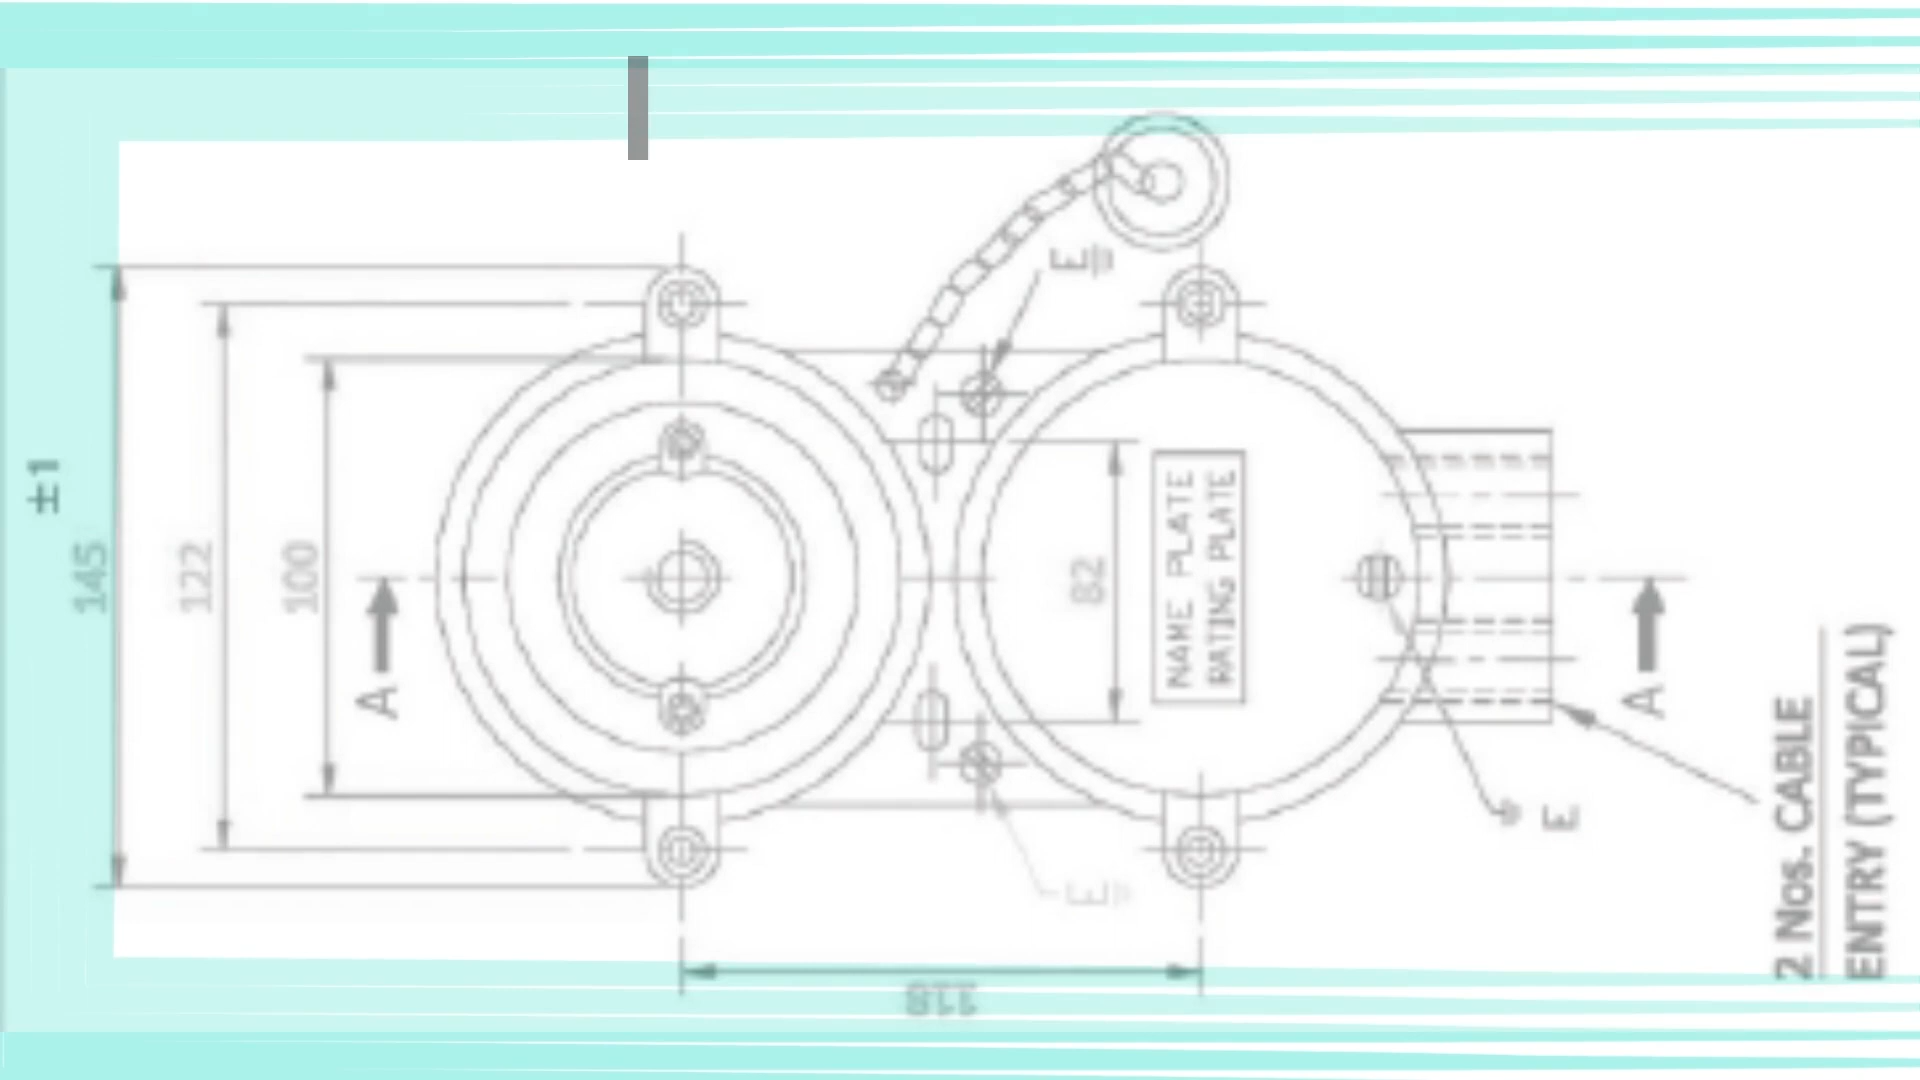 ±1
145
122
100
A
E
82
NAME PLATE
RATING PLATE
A
E
E
118
2 Nos. CABLE
ENTRY (TYPICAL)